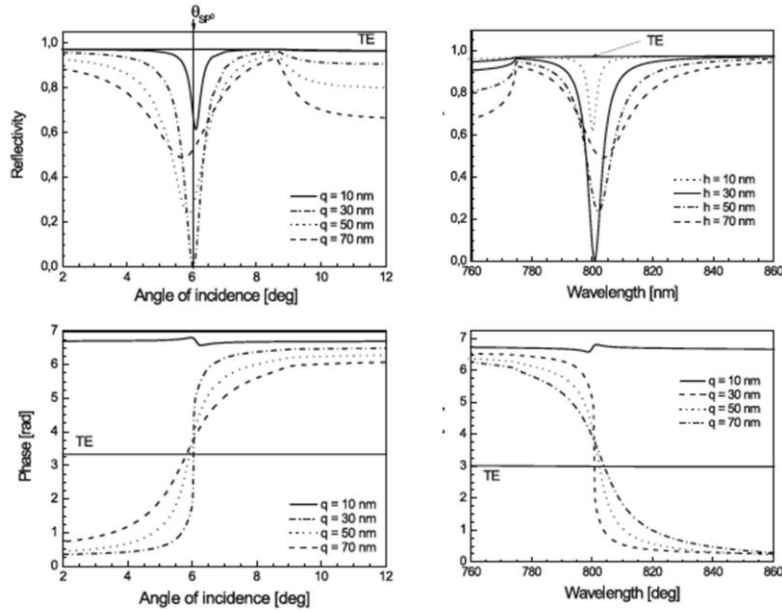 θSP⁰
TE
Reflectivity
1,0
0,8
0,6
0,4
0,2
0,0
q = 10 nm
q = 30 nm
q = 50 nm
q = 70 nm
2 4 6 8 10 12
Angle of incidence [deg]
TE
1,0
0,8
0,6
0,4
0,2
0,0
h = 10 nm
h = 30 nm
h = 50 nm
h = 70 nm
760 780 800 820 840 860
Wavelength [nm]
Phase [rad]
7
6
5
4
3
2
1
0
TE
q = 10 nm
q = 30 nm
q = 50 nm
q = 70 nm
2 4 6 8 10 12
Angle of incidence [deg]
7
6
5
4
3
2
1
0
TE
q = 10 nm
q = 30 nm
q = 50 nm
q = 70 nm
760 780 800 820 840 860
Wavelength [deg]